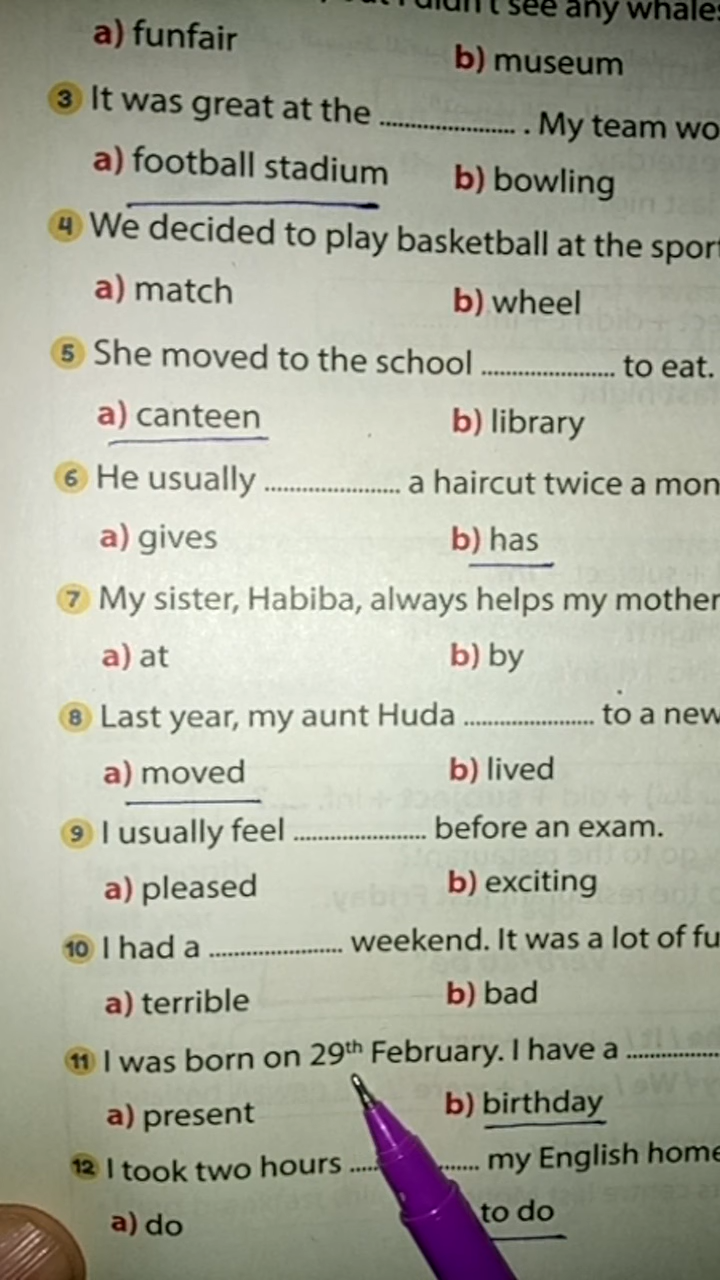 didn't see any whales
a) funfair b) museum
3 It was great at the .................... . My team wo
a) football stadium b) bowling
4 We decided to play basketball at the sport
a) match b) wheel
5 She moved to the school .................... to eat.
a) canteen b) library
6 He usually .................... a haircut twice a mon
a) gives b) has
7 My sister, Habiba, always helps my mother
a) at b) by
8 Last year, my aunt Huda .................... to a new
a) moved b) lived
9 I usually feel .................... before an exam.
a) pleased b) exciting
10 I had a .................... weekend. It was a lot of fu
a) terrible b) bad
11 I was born on 29th February. I have a ..............
a) present b) birthday
12 I took two hours .................... my English home
a) do to do